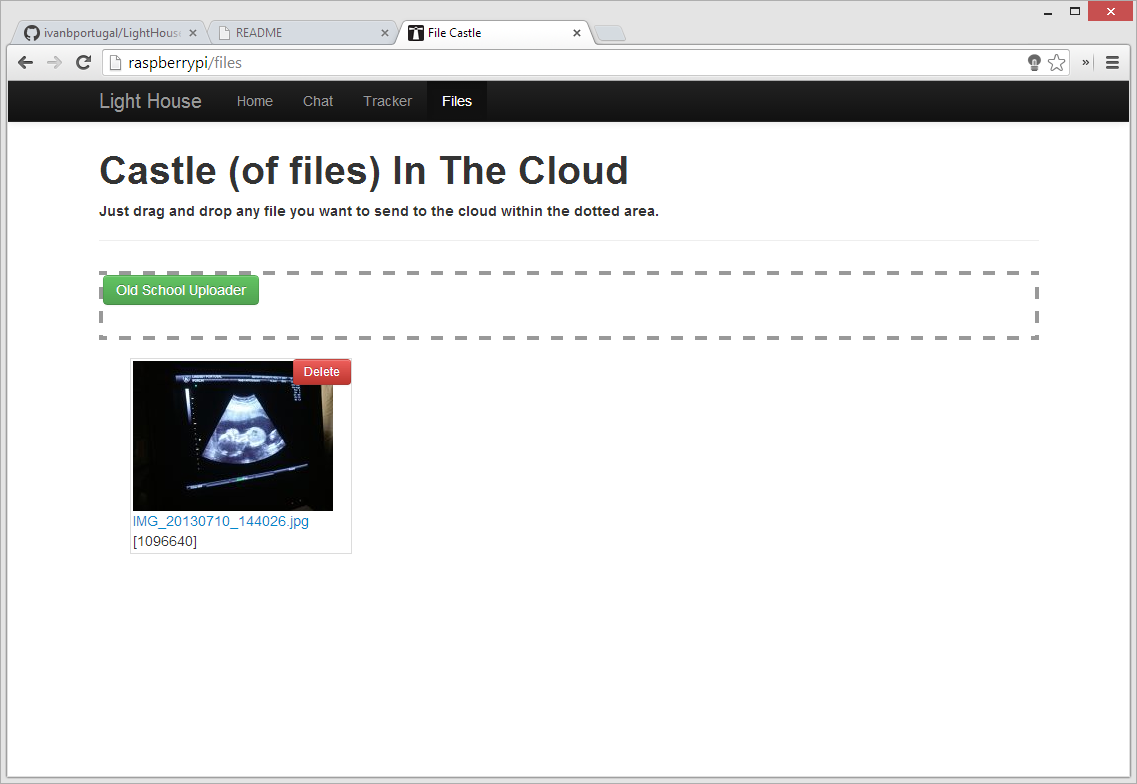 ivanbportugal/LightHous
README
File Castle
raspberrypi/files
Light House
Home
Chat
Tracker
Files
Castle (of files) In The Cloud
Just drag and drop any file you want to send to the cloud within the dotted area.
Old School Uploader
Delete
IMG_20130710_144026.jpg
[1096640]